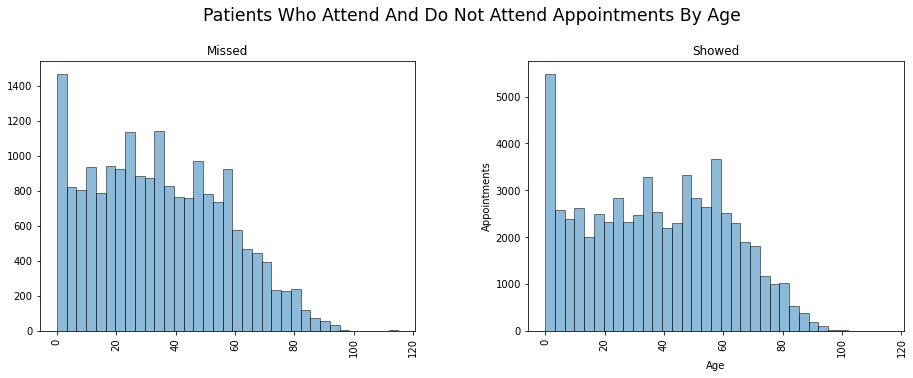 Patients Who Attend And Do Not Attend Appointments By Age
Missed
1400
1200
1000
800
600
400
200
0
0 20 40 60 80 100 120
Showed
Appointments
5000
4000
3000
2000
1000
0
0 20 40 60 80 100 120
Age